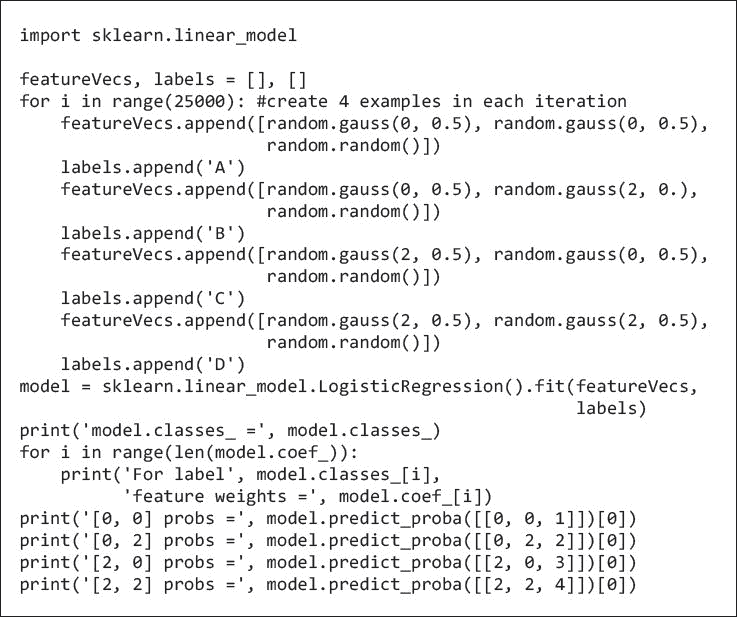 import sklearn.linear_model
featureVecs, labels = [], []
for i in range(25000): #create 4 examples in each iteration
    featureVecs.append([random.gauss(0, 0.5), random.gauss(0, 0.5),
                        random.random()])
    labels.append('A')
    featureVecs.append([random.gauss(0, 0.5), random.gauss(2, 0.),
                        random.random()])
    labels.append('B')
    featureVecs.append([random.gauss(2, 0.5), random.gauss(0, 0.5),
                        random.random()])
    labels.append('C')
    featureVecs.append([random.gauss(2, 0.5), random.gauss(2, 0.5),
                        random.random()])
    labels.append('D')
model = sklearn.linear_model.LogisticRegression().fit(featureVecs,
                                                      labels)
print('model.classes_ =', model.classes_)
for i in range(len(model.coef_)):
    print('For label', model.classes_[i],
          'feature weights =', model.coef_[i])
print('[0, 0] probs =', model.predict_proba([[0, 0, 1]])[0])
print('[0, 2] probs =', model.predict_proba([[0, 2, 2]])[0])
print('[2, 0] probs =', model.predict_proba([[2, 0, 3]])[0])
print('[2, 2] probs =', model.predict_proba([[2, 2, 4]])[0])